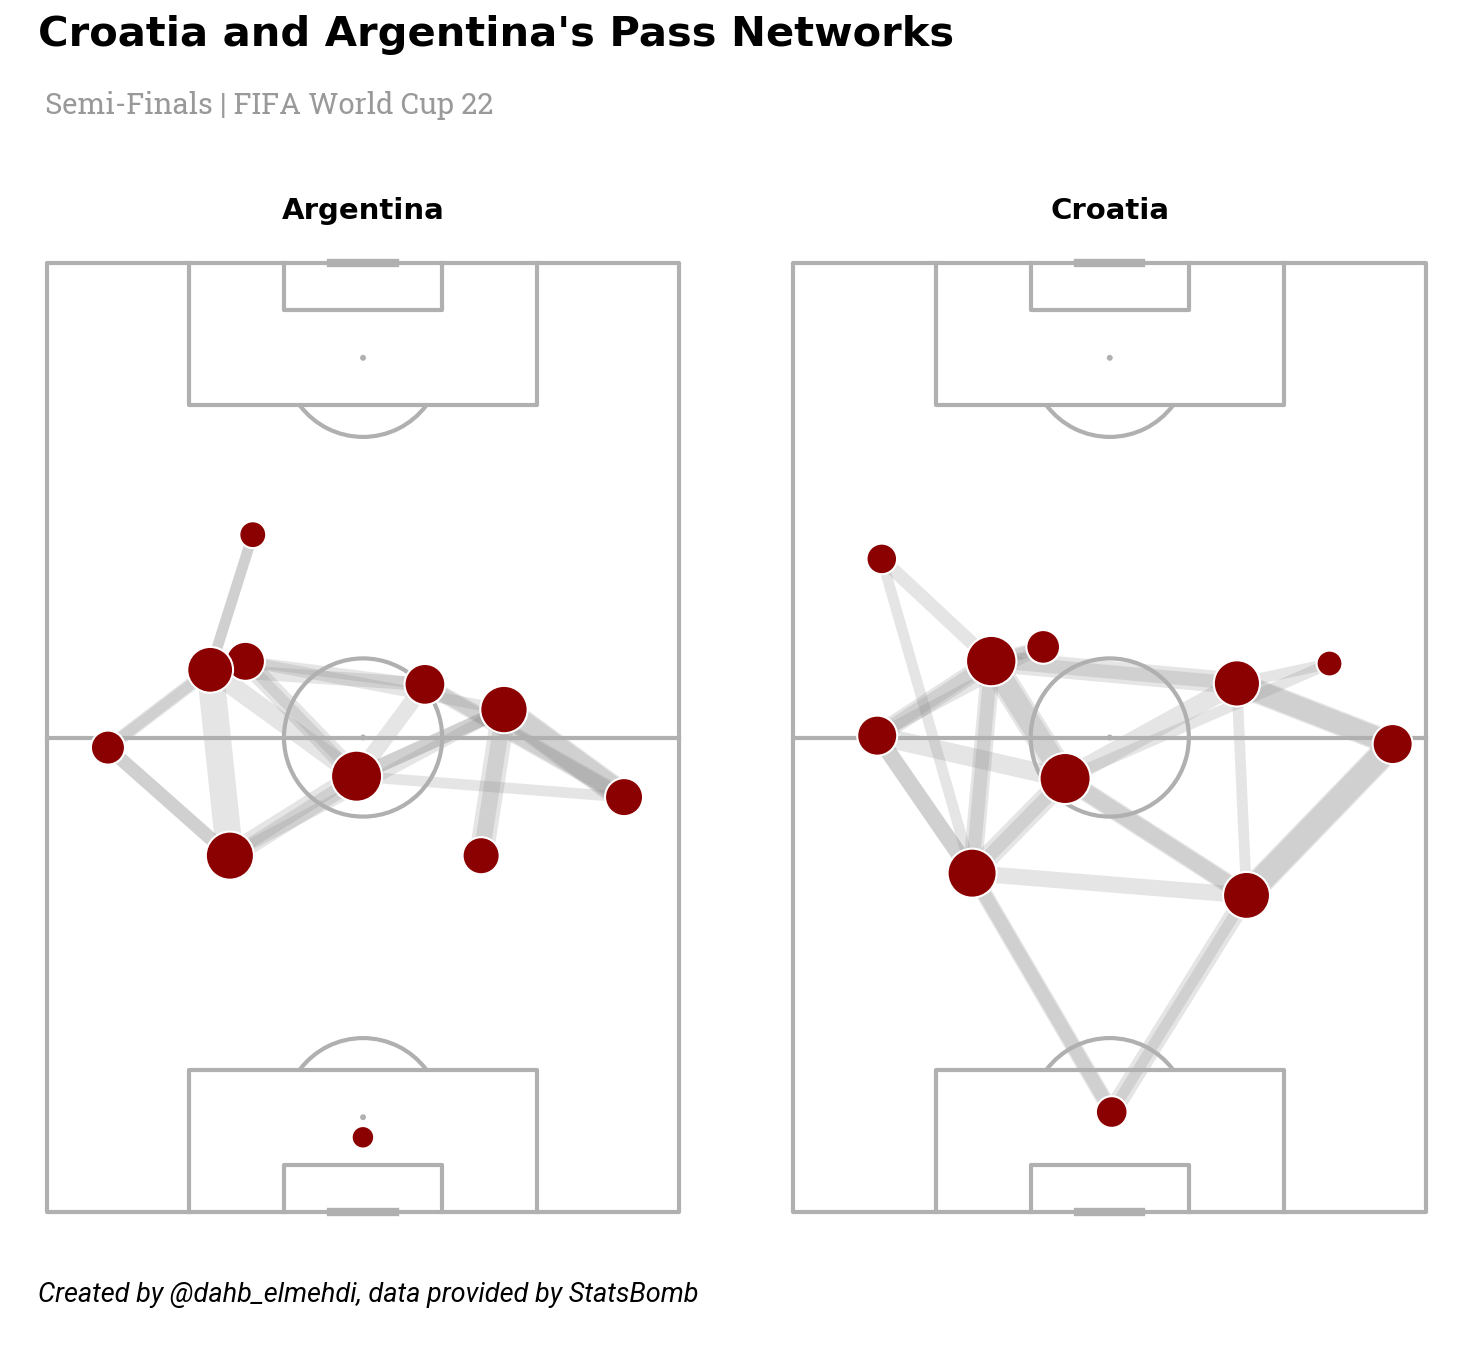 Croatia and Argentina's Pass Networks
Semi-Finals | FIFA World Cup 22
Argentina
Croatia
Created by @dahb_elmehdi, data provided by StatsBomb